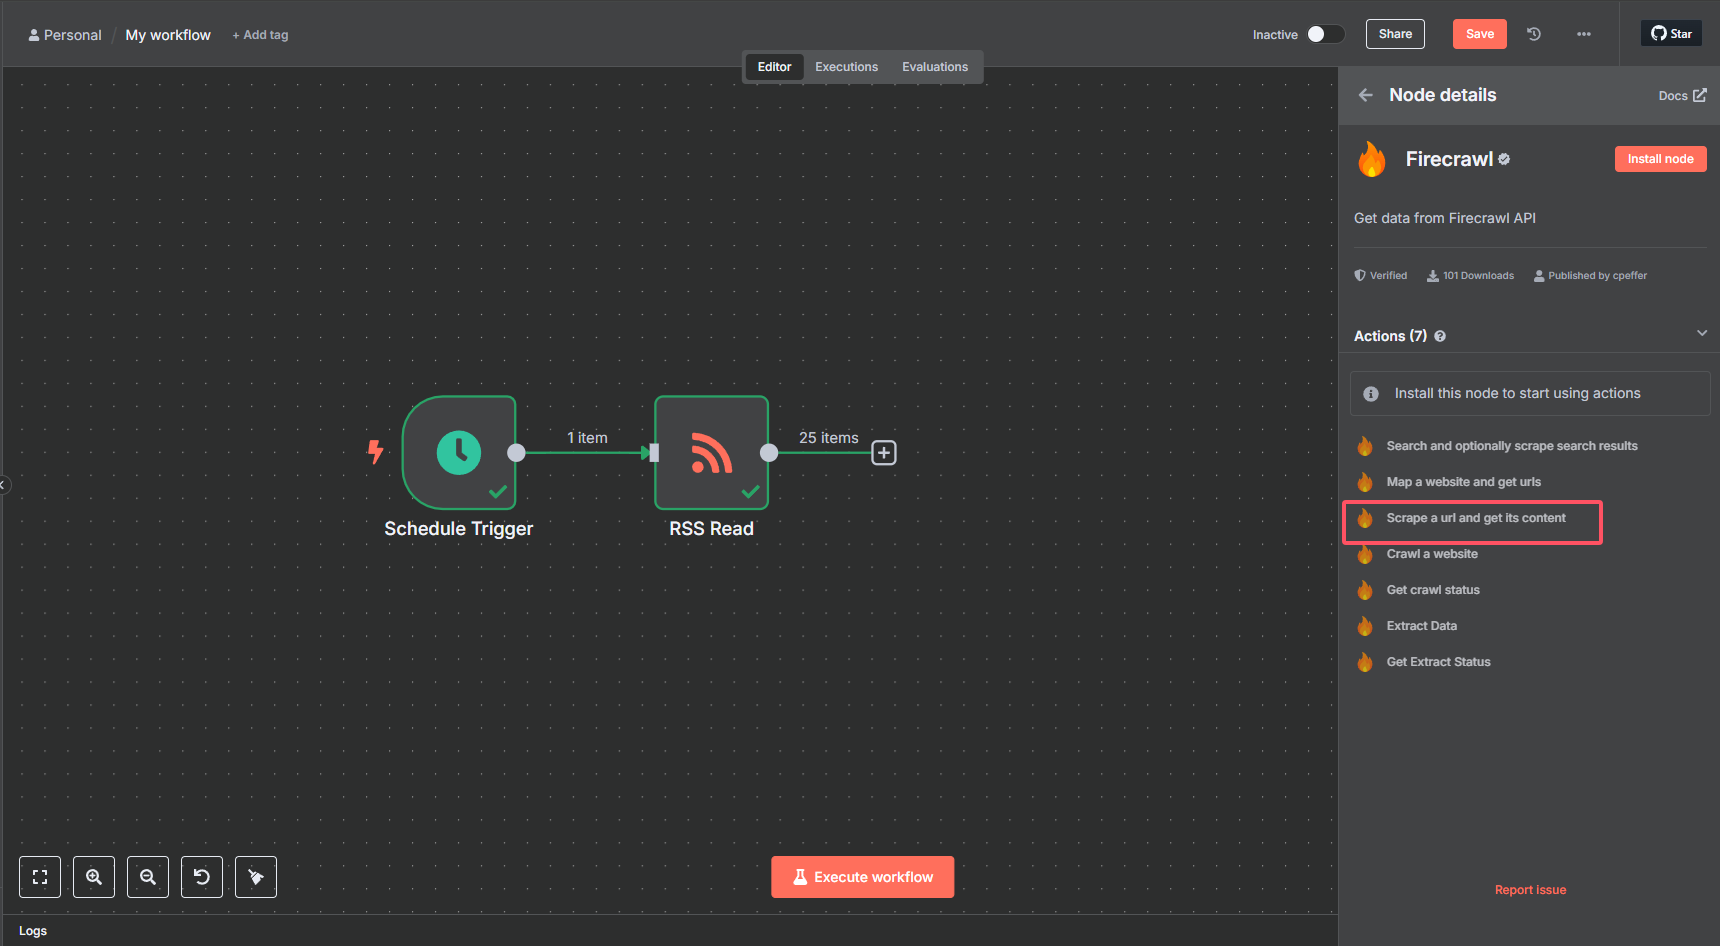 Personal / My workflow + Add tag
Inactive Share Save ••• Star
Editor Executions Evaluations
Node details Docs
Firecrawl Install node
Get data from Firecrawl API
Verified 101 Downloads Published by cpeffer
Actions (7) ?
Install this node to start using actions
Search and optionally scrape search results
Map a website and get urls
Scrape a url and get its content
Crawl a website
Get crawl status
Extract Data
Get Extract Status
Report issue
1 item 25 items
Schedule Trigger RSS Read
Execute workflow
Logs